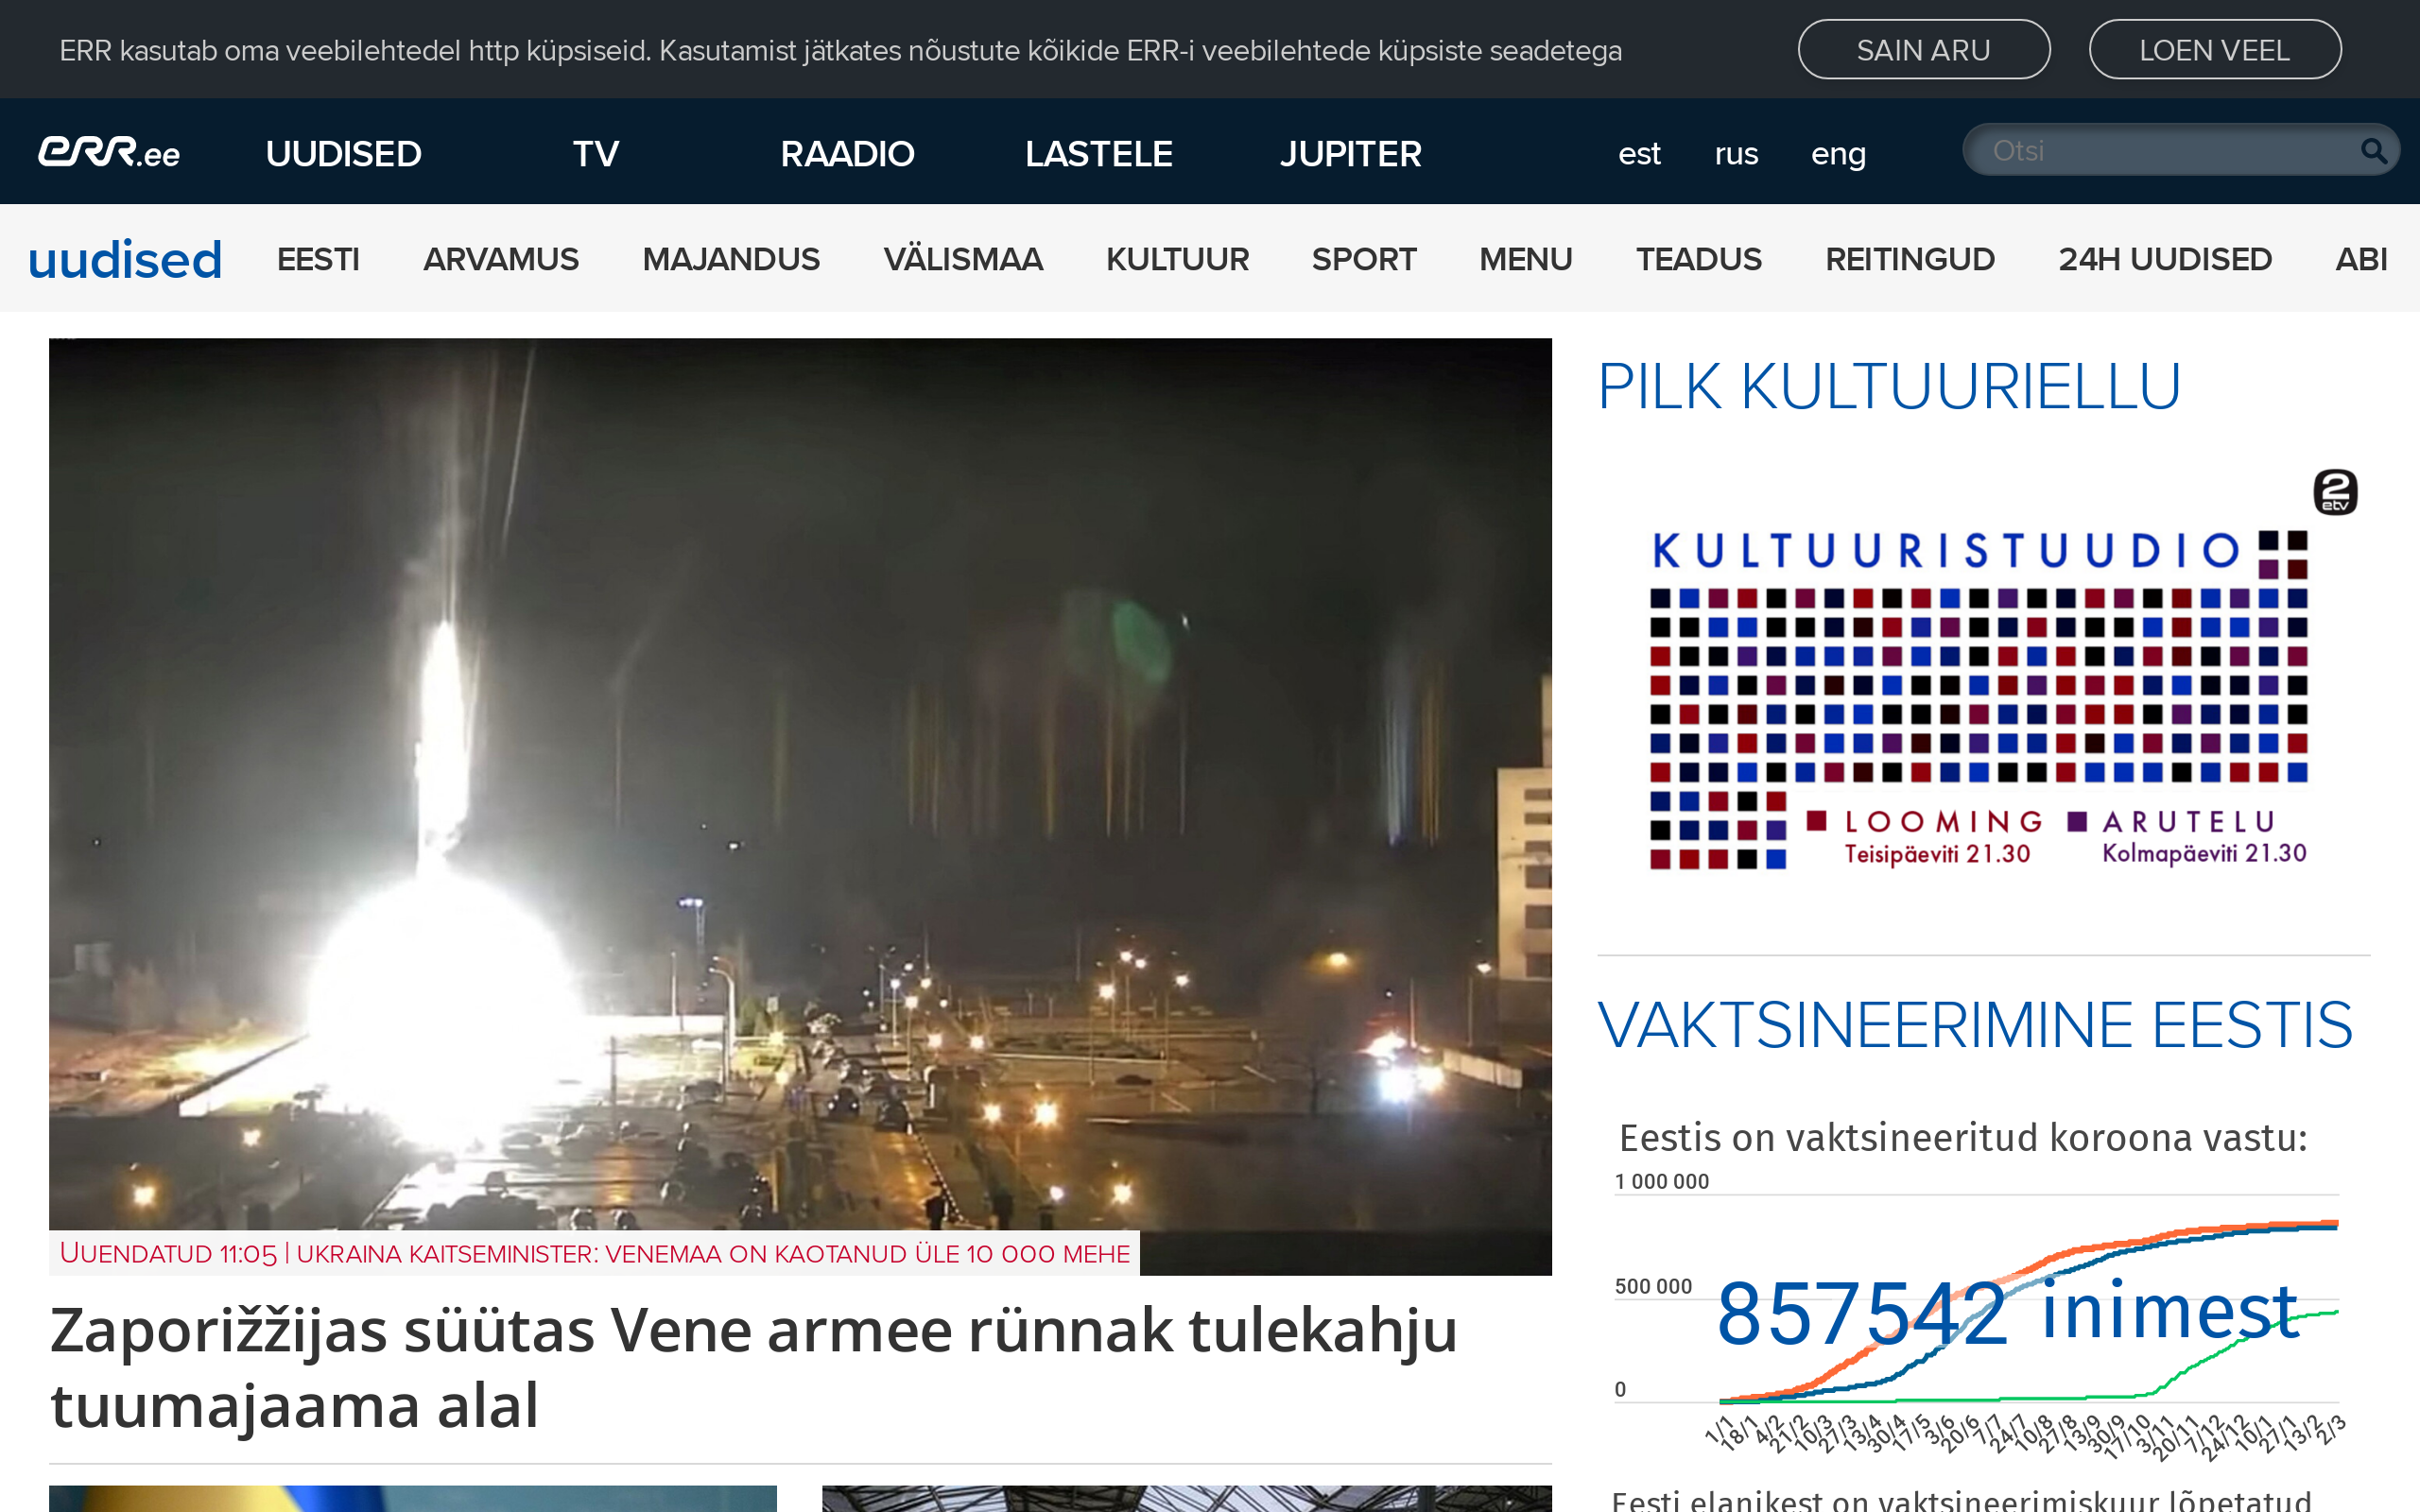 ERR kasutab oma veebilehtedel http küpsiseid. Kasutamist jätkates nõustute kõikide ERR-i veebilehtede küpsiste seadetega
SAIN ARU
LOEN VEEL
err.ee
UUDISED
TV
RAADIO
LASTELE
JUPITER
est
rus
eng
Otsi
uudised
EESTI
ARVAMUS
MAJANDUS
VÄLISMAA
KULTUUR
SPORT
MENU
TEADUS
REITINGUD
24H UUDISED
ABI
UUENDATUD 11:05 | UKRAINA KAITSEMINISTER: VENEMAA ON KAOTANUD ÜLE 10 000 MEHE
Zaporižžijas süütas Vene armee rünnak tulekahju
tuumajaama alal
PILK KULTUURIELLU
2
etv
KULTUURISTUUDIO
LOOMING
Teisipäeviti 21.30
ARUTELU
Kolmapäeviti 21.30
VAKTSINEERIMINE EESTIS
Eestis on vaktsineeritud koroona vastu:
1 000 000
500 000
857542 inimest
0
1/1 18/1 4/2 21/2 10/3 27/3 13/4 30/4 17/5 3/6 20/6 7/7 24/7 10/8 27/8 13/9 30/9 17/10 3/11 20/11 7/12 24/12 10/1 27/1 13/2 2/3
Eesti elanikest on vaktsineerimiskuur lõpetatud